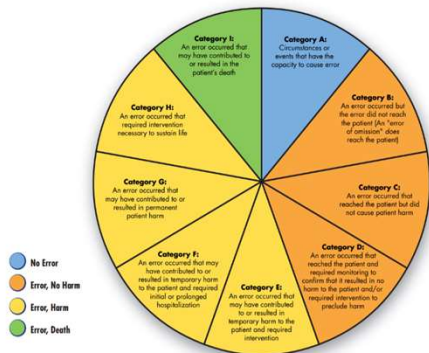 Category A:
Circumstances or
events that have the
capacity to cause error
Category B:
An error occurred but
the error did not reach
the patient (An "error
of omission" does
reach the patient)
Category C:
An error occurred that
reached the patient but did
not cause patient harm
Category D:
An error occurred that
reached the patient and
required monitoring to
confirm that it resulted in no
harm to the patient and/or
required intervention to
preclude harm
Category E:
An error occurred that
may have contributed to
or resulted in temporary
harm to the patient and
required intervention
Category F:
An error occurred that may
have contributed to or
resulted in temporary harm
to the patient and required
initial or prolonged
hospitalization
Category G:
An error occurred that
may have contributed to or
resulted in permanent
patient harm
Category H:
An error occurred that
required intervention
necessary to sustain life
Category I:
An error occurred that
may have contributed to
or resulted in the
patient's death
No Error
Error, No Harm
Error, Harm
Error, Death